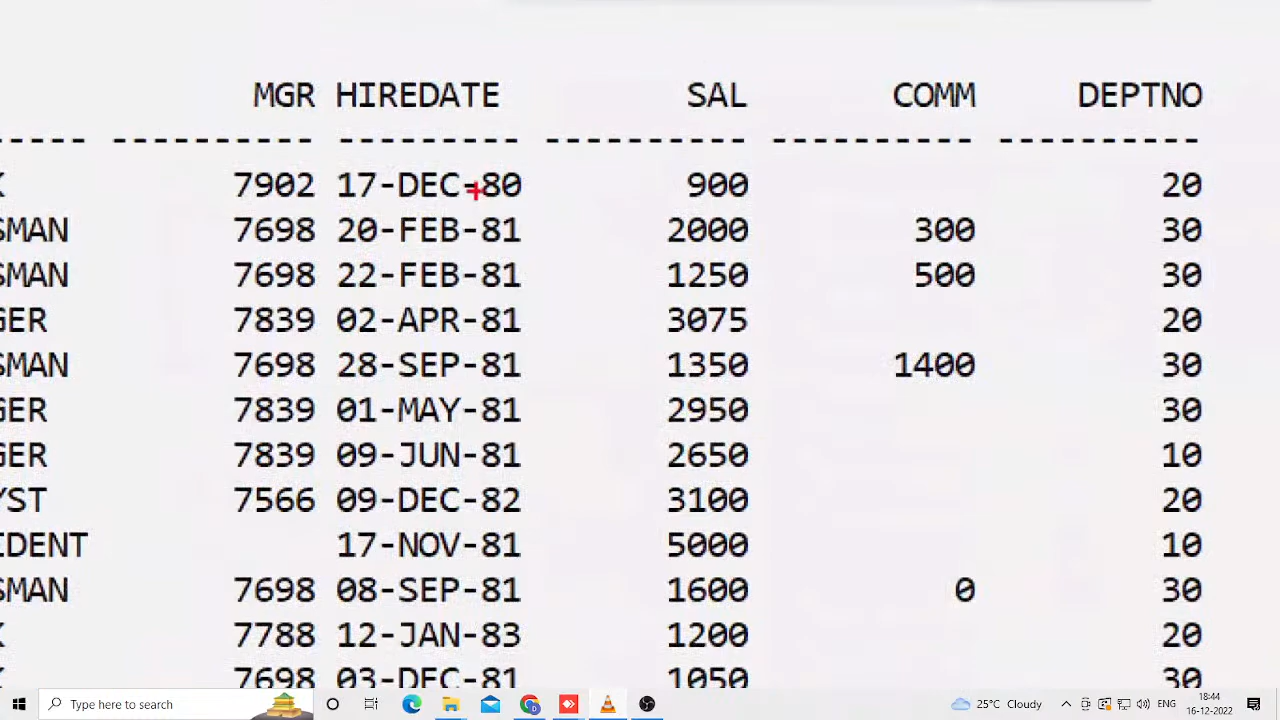 MGR HIREDATE SAL COMM DEPTNO
----- ---------- --------- ---------- ---------- ----------
K 7902 17-DEC-80 900 20
SMAN 7698 20-FEB-81 2000 300 30
SMAN 7698 22-FEB-81 1250 500 30
GER 7839 02-APR-81 3075 20
SMAN 7698 28-SEP-81 1350 1400 30
GER 7839 01-MAY-81 2950 30
GER 7839 09-JUN-81 2650 10
YST 7566 09-DEC-82 3100 20
IDENT 17-NOV-81 5000 10
SMAN 7698 08-SEP-81 1600 0 30
K 7788 12-JAN-83 1200 20
K 7698 03-DEC-81 1050 30
Type here to search 25°C Cloudy ENG 18:44
16-12-2022